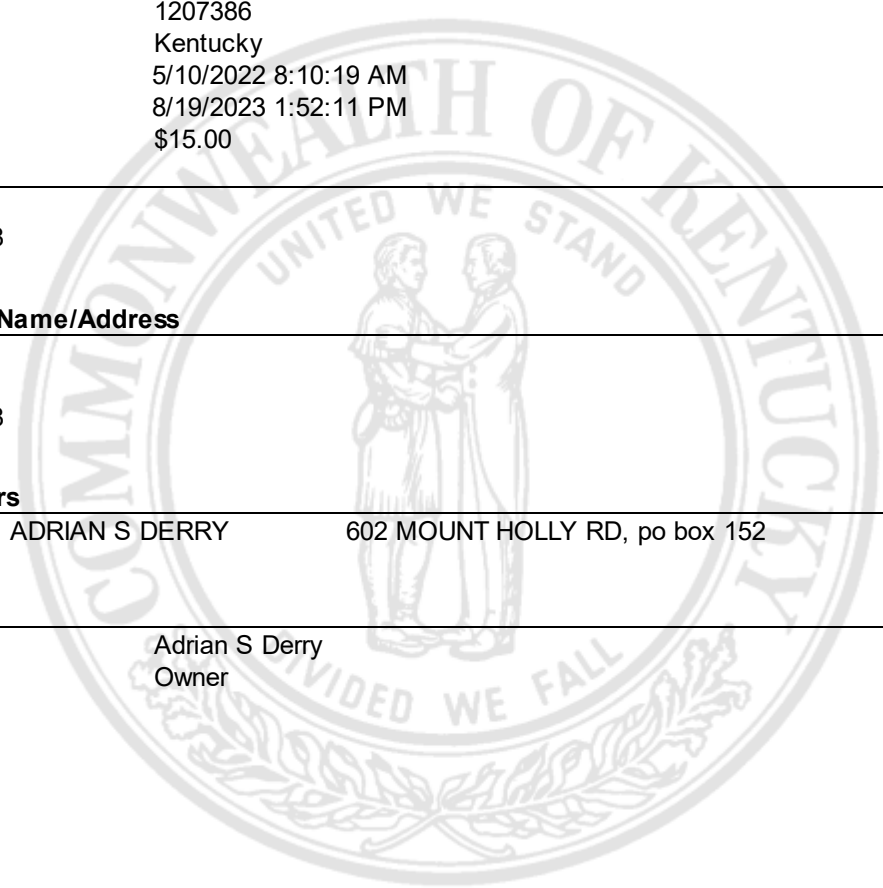 1207386
Kentucky
5/10/2022 8:10:19 AM
8/19/2023 1:52:11 PM
$15.00
COMMONWEALTH OF KENTUCKY
UNITED WE STAND
3
Name/Address
3
rs
ADRIAN S DERRY 602 MOUNT HOLLY RD, po box 152
Adrian S Derry
Owner
DIVIDED WE FALL